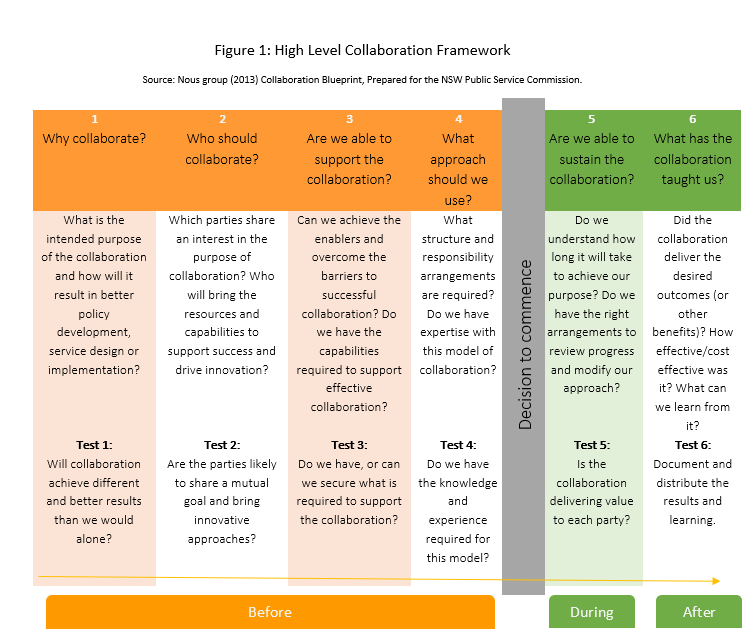 Figure 1: High Level Collaboration Framework
Source: Nous group (2013) Collaboration Blueprint, Prepared for the NSW Public Service Commission.
1
Why collaborate?
What is the
intended purpose
of the collaboration
and how will it
result in better
policy
development,
service design or
implementation?
Test 1:
Will collaboration
achieve different
and better results
than we would
alone?
2
Who should
collaborate?
Which parties share
an interest in the
purpose of
collaboration? Who
will bring the
resources and
capabilities to
support success and
drive innovation?
Test 2:
Are the parties likely
to share a mutual
goal and bring
innovative
approaches?
3
Are we able to
support the
collaboration?
Can we achieve the
enablers and
overcome the
barriers to
successful
collaboration? Do
we have the
capabilities
required to support
effective
collaboration?
Test 3:
Do we have, or can
we secure what is
required to support
the collaboration?
4
What
approach
should we
use?
What
structure and
responsibility
arrangements
are required?
Do we have
expertise with
this model of
collaboration?
Test 4:
Do we have
the knowledge
and
experience
required for
this model?
Decision to commence
5
Are we able to
sustain the
collaboration?
Do we
understand how
long it will take
to achieve our
purpose? Do we
have the right
arrangements to
review progress
and modify our
approach?
Test 5:
Is the
collaboration
delivering value
to each party?
6
What has the
collaboration
taught us?
Did the
collaboration
deliver the
desired
outcomes (or
other
benefits)? How
effective/cost
effective was
it? What can
we learn from
it?
Test 6:
Document and
distribute the
results and
learning.
Before
During
After